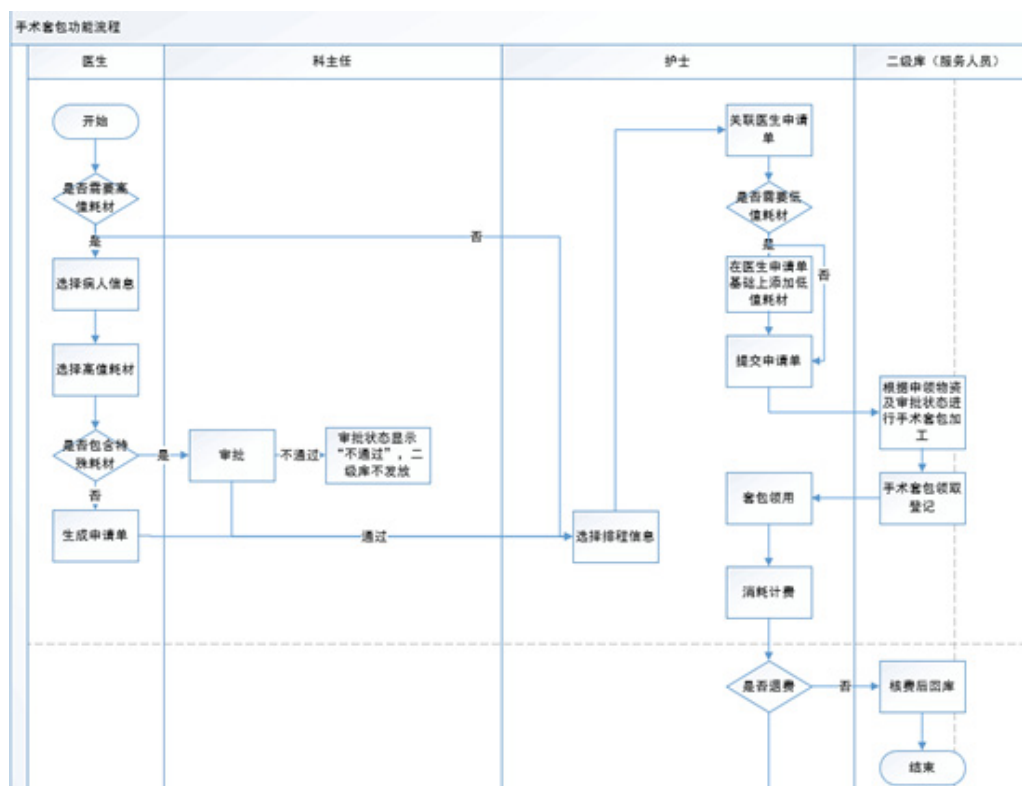 手术套包功能流程
医生
科主任
护士
二级库（服务人员）
开始
是否需要高
值耗材
是
否
选择病人信息
选择高值耗材
是否包含特
殊耗材
是
否
生成申请单
审批
不通过
审批状态显示
“不通过”，二
级库不发放
通过
选择排程信息
关联医生申请
单
是否需要低
值耗材
是
否
在医生申请单
基础上添加低
值耗材
提交申请单
根据申领物资
及审批状态进
行手术套包加
工
手术套包领取
登记
套包领用
消耗计费
是否退费
否
核费后回库
结束